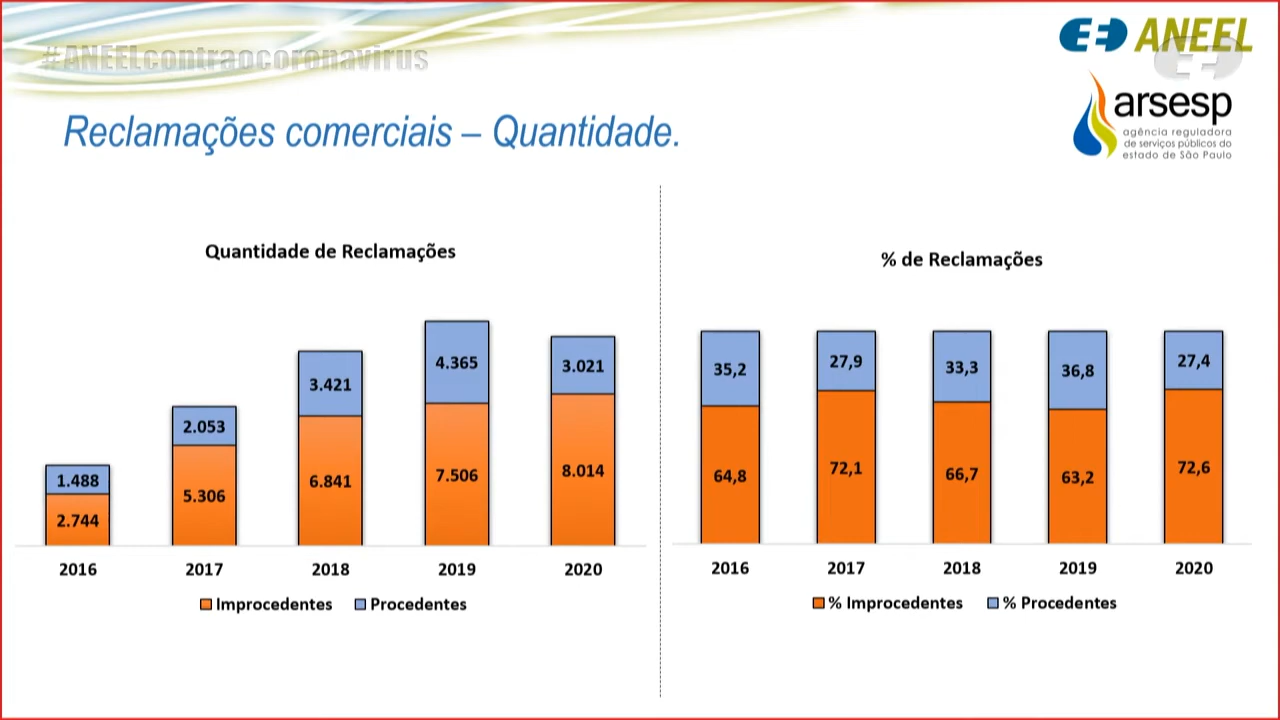 #ANEELcontraocoronavirus
ANEEL
arsesp
agência reguladora
de serviços públicos do
estado de São Paulo
Reclamações comerciais – Quantidade.
Quantidade de Reclamações
1.488
2.744
2.053
5.306
3.421
6.841
4.365
7.506
3.021
8.014
2016 2017 2018 2019 2020
Improcedentes Procedentes
% de Reclamações
35,2
64,8
27,9
72,1
33,3
66,7
36,8
63,2
27,4
72,6
2016 2017 2018 2019 2020
% Improcedentes % Procedentes